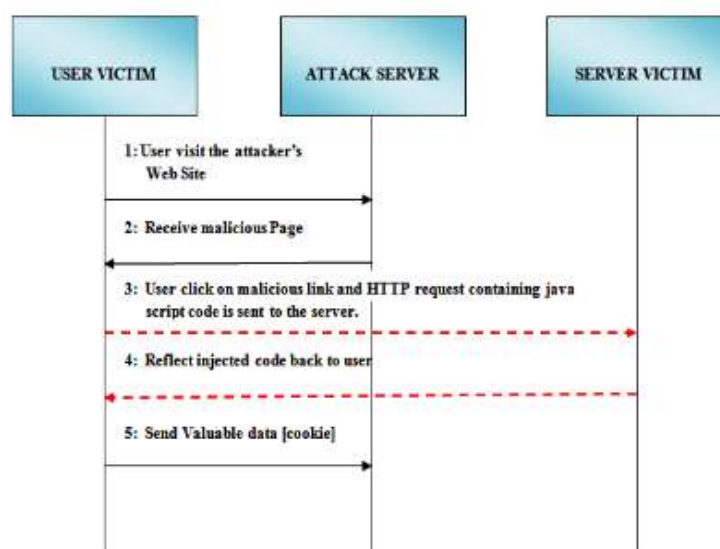 USER VICTIM
ATTACK SERVER
SERVER VICTIM
1: User visit the attacker's
Web Site
2: Receive malicious Page
3: User click on malicious link and HTTP request containing java
script code is sent to the server.
4: Reflect injected code back to user
5: Send Valuable data [cookie]